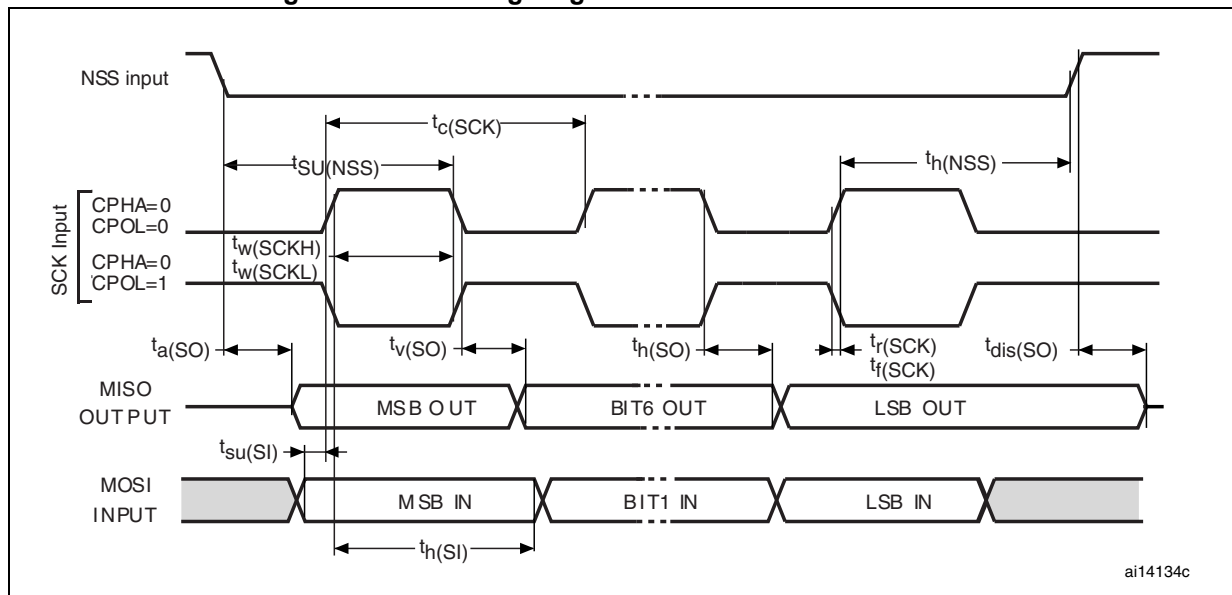 NSS input
tc(SCK)
tSU(NSS)
th(NSS)
SCK Input
CPHA=0
CPOL=0
tw(SCKH)
CPHA=0
tw(SCKL)
CPOL=1
ta(SO)
tv(SO)
th(SO)
tr(SCK)
tf(SCK)
tdis(SO)
MISO
OUTPUT
MSB OUT
BIT6 OUT
LSB OUT
tsu(SI)
MOSI
INPUT
MSB IN
BIT1 IN
LSB IN
th(SI)
ai14134c